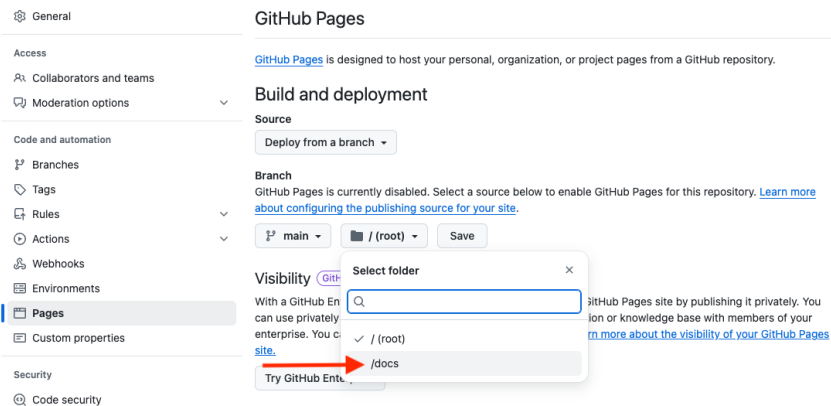 General
Access
Collaborators and teams
Moderation options
Code and automation
Branches
Tags
Rules
Actions
Webhooks
Environments
Pages
Custom properties
Security
Code security
GitHub Pages
GitHub Pages is designed to host your personal, organization, or project pages from a GitHub repository.
Build and deployment
Source
Deploy from a branch
Branch
GitHub Pages is currently disabled. Select a source below to enable GitHub Pages for this repository. Learn more
about configuring the publishing source for your site.
main / (root) Save
Select folder
/ (root)
/docs
Visibility
With a GitHub En GitHub Pages site by publishing it privately. You
can use privately or knowledge base with members of your
enterprise. You more about the visibility of your GitHub Pages
site.
Try GitHub